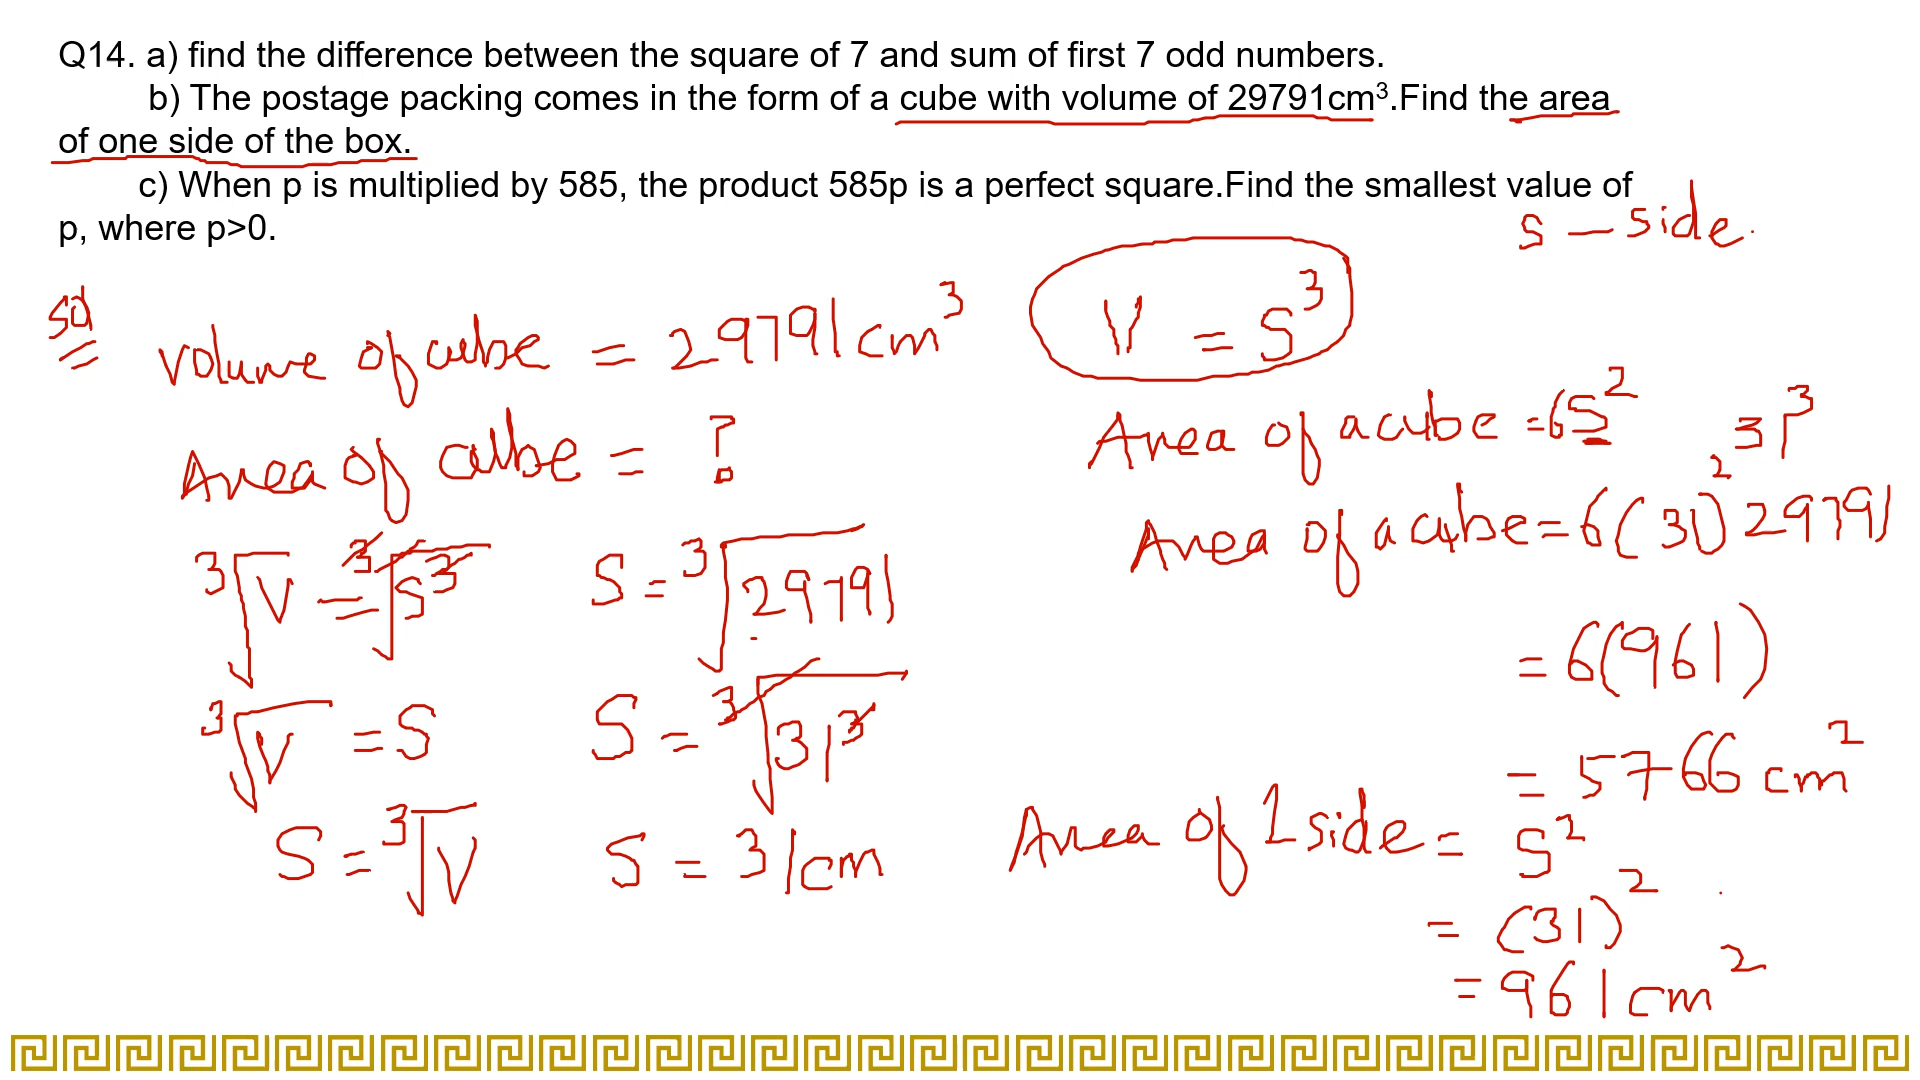 Q14. a) find the difference between the square of 7 and sum of first 7 odd numbers.
b) The postage packing comes in the form of a cube with volume of 29791cm³.Find the area
of one side of the box.
c) When p is multiplied by 585, the product 585p is a perfect square.Find the smallest value of
p, where p>0.
s — side.
Sol
Volume of cube = 29791 cm³
V = S³
Area of cube = ?
Area of a cube = 6S²
31³
Area of a cube = 6(31)²
29791
∛V = ∛S³
S = ∛29791
= 6(961)
∛V = S
S = ∛31³
= 5766 cm²
S = ∛V
S = 31cm
Area of 1 side = S²
= (31)²
= 961cm²